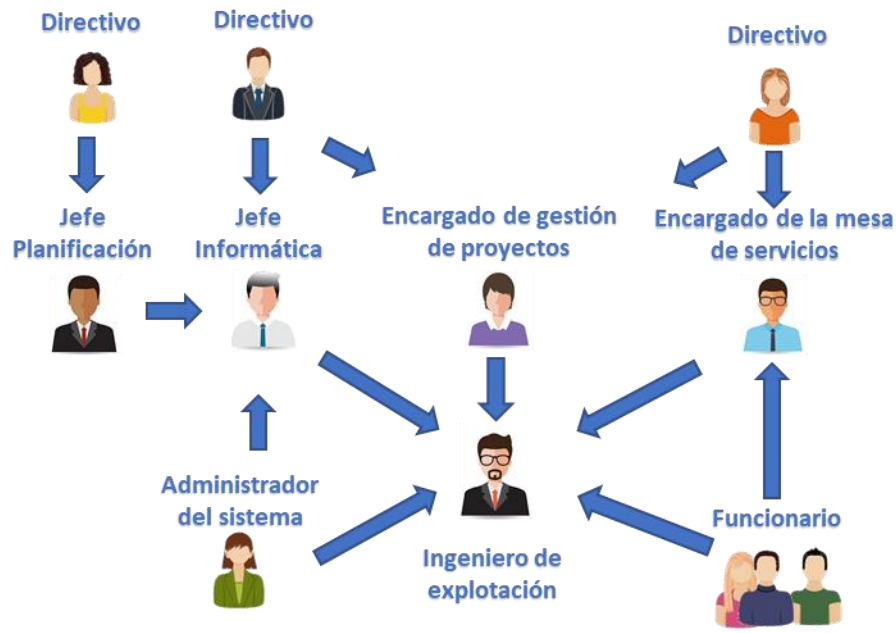 Directivo
Directivo
Directivo
Jefe
Planificación
Jefe
Informática
Encargado de gestión
de proyectos
Encargado de la mesa
de servicios
Administrador
del sistema
Ingeniero de
explotación
Funcionario